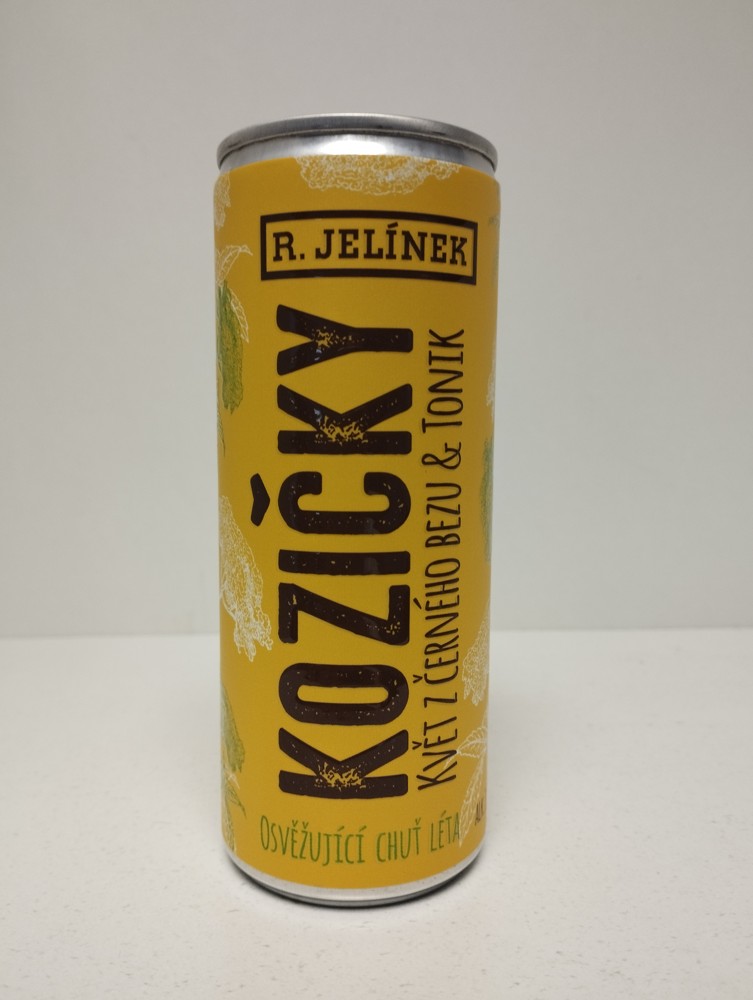 R. JELÍNEK
KOZIČKY
KVĚT Z ČERNÉHO BEZU & TONIK
OSVĚŽUJÍCÍ CHUŤ LÉTA